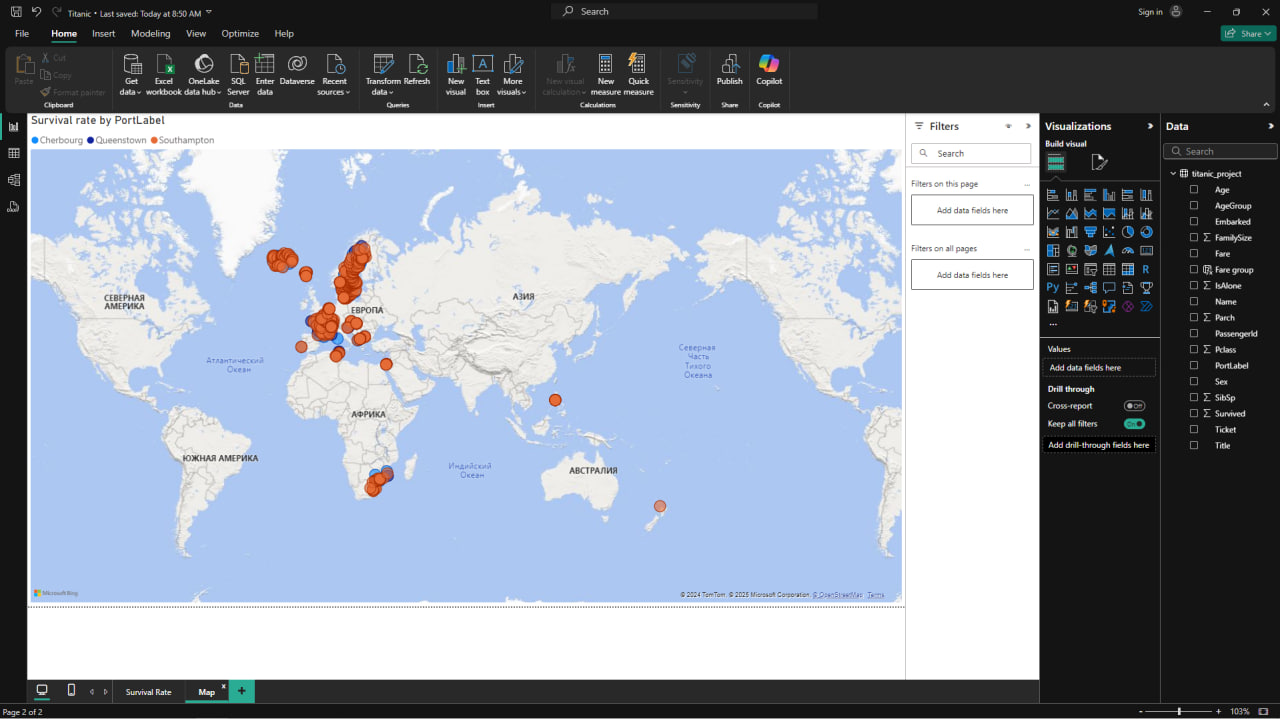 Titanic • Last saved: Today at 8:50 AM
Search
Sign in
File Home Insert Modeling View Optimize Help
Share
Paste
Cut
Copy
Format painter
Clipboard
Get data
Excel workbook
OneLake data hub
SQL Server
Enter data
Dataverse
Recent sources
Data
Transform data
Refresh
Queries
New visual
Text box
More visuals
Insert
New visual calculation
New measure
Quick measure
Calculations
Sensitivity
Sensitivity
Publish
Share
Copilot
Copilot
Survival rate by PortLabel
Cherbourg Queenstown Southampton
СЕВЕРНАЯ
АМЕРИКА
ЕВРОПА
АЗИЯ
Атлантический
Океан
Северная
Часть
Тихого
Океана
АФРИКА
ЮЖНАЯ АМЕРИКА
Индийский
Океан
АВСТРАЛИЯ
Microsoft Bing
© 2024 TomTom, © 2025 Microsoft Corporation, © OpenStreetMap Terms
Filters
Search
Filters on this page
Add data fields here
Filters on all pages
Add data fields here
Visualizations
Build visual
R
Py
Values
Add data fields here
Drill through
Cross-report Off
Keep all filters On
Add drill-through fields here
Data
Search
titanic_project
Age
AgeGroup
Embarked
FamilySize
Fare
Fare group
IsAlone
Name
Parch
PassengerId
Pclass
PortLabel
Sex
SibSp
Survived
Ticket
Title
Survival Rate
Map
Page 2 of 2
103%